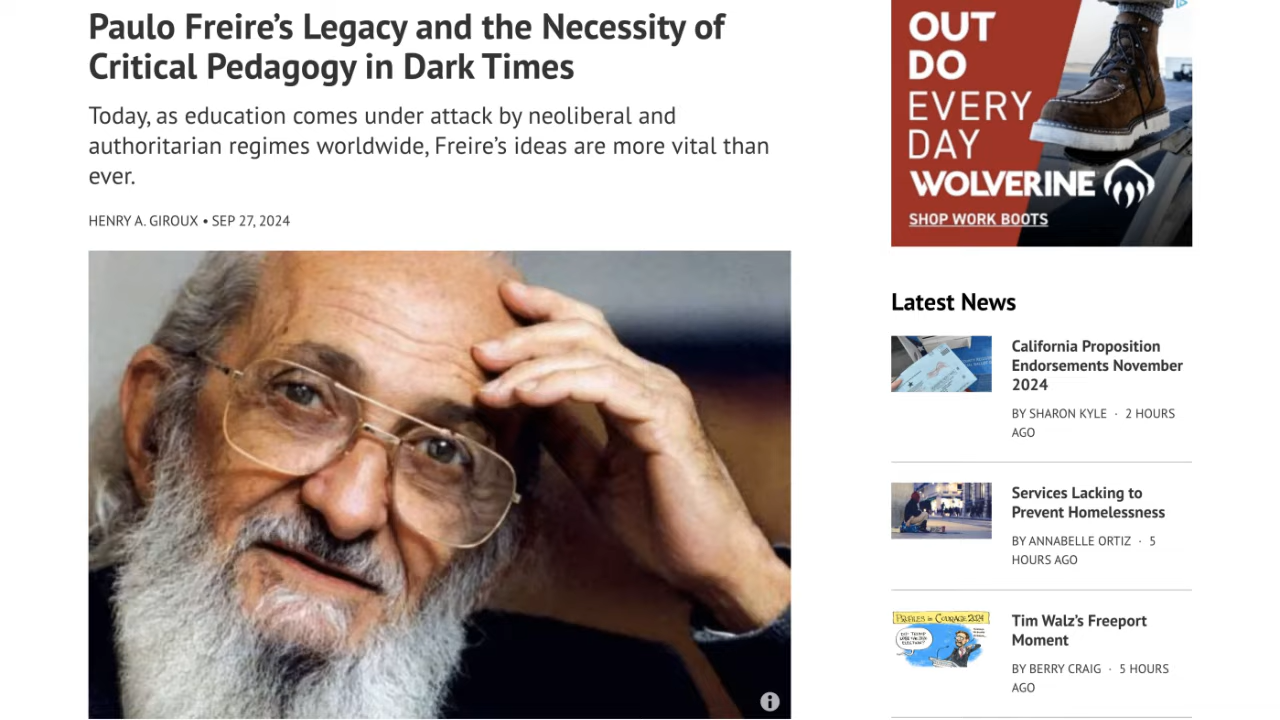 Paulo Freire’s Legacy and the Necessity of
Critical Pedagogy in Dark Times
Today, as education comes under attack by neoliberal and
authoritarian regimes worldwide, Freire’s ideas are more vital than
ever.
HENRY A. GIROUX • SEP 27, 2024
OUT
DO
EVERY
DAY
WOLVERINE
SHOP WORK BOOTS
Latest News
California Proposition
Endorsements November
2024
BY SHARON KYLE · 2 HOURS
AGO
Services Lacking to
Prevent Homelessness
BY ANNABELLE ORTIZ · 5
HOURS AGO
PROFILES in COURAGE 2024
Tim Walz’s Freeport
Moment
BY BERRY CRAIG · 5 HOURS
AGO